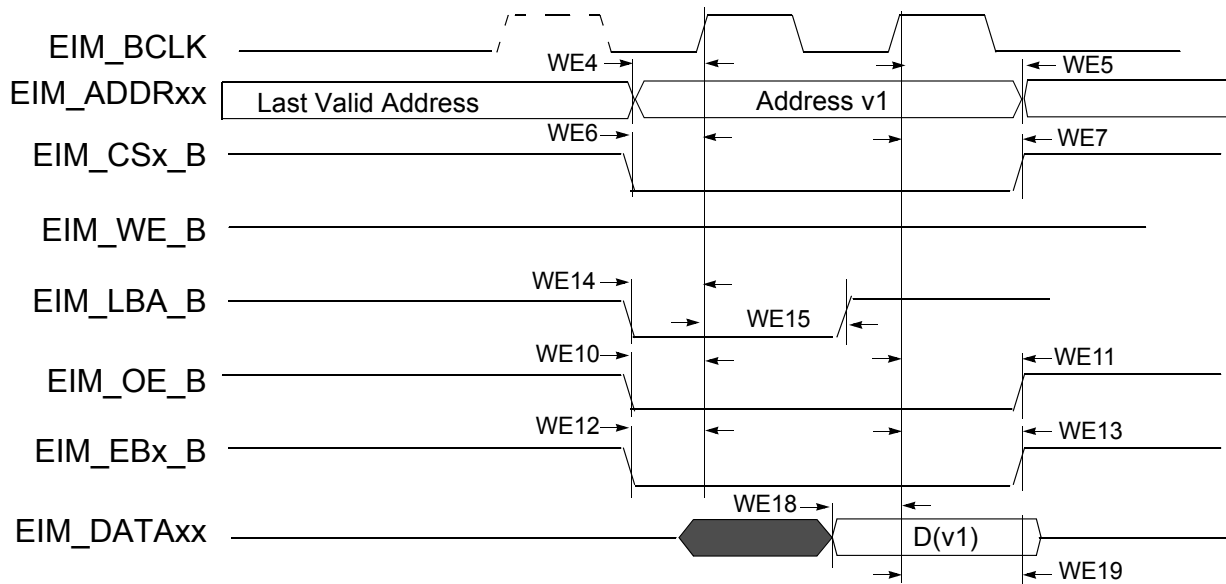 EIM_BCLK
WE4
WE5
EIM_ADDRxx
Last Valid Address
Address v1
WE6
WE7
EIM_CSx_B
EIM_WE_B
WE14
EIM_LBA_B
WE15
WE10
WE11
EIM_OE_B
WE12
WE13
EIM_EBx_B
WE18
EIM_DATAxx
D(v1)
WE19